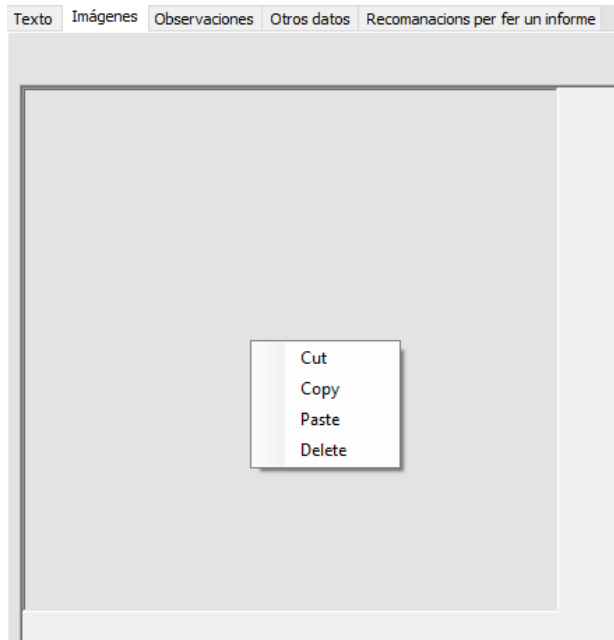 Texto Imágenes Observaciones Otros datos Recomanacions per fer un informe
Cut
Copy
Paste
Delete